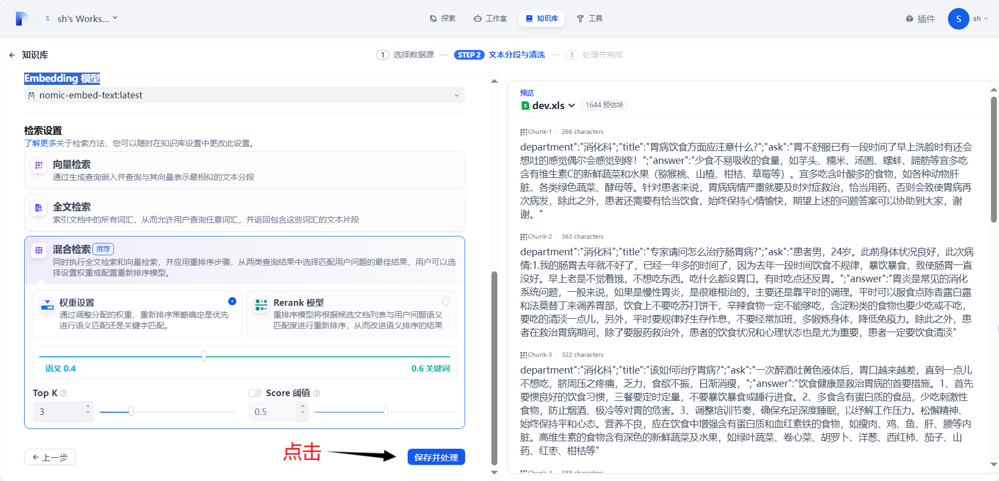 S sh's Works...
探索
工作室
知识库
工具
插件
S sh
知识库
1 选择数据源
STEP 2 文本分段与清洗
3 处理并完成
Embedding 模型
nomic-embed-text:latest
检索设置
了解更多关于检索方法，您可以随时在知识库设置中更改此设置。
向量检索
通过生成查询嵌入并查询与其向量表示最相似的文本分段
全文检索
索引文档中的所有词汇，从而允许用户查询任意词汇，并返回包含这些词汇的文本片段
混合检索 推荐
同时执行全文检索和向量检索，并应用重排序步骤，从两类查询结果中选择匹配用户问题的最佳结果，用户可以选
择设置权重或配置重新排序模型。
权重设置
通过调整分配的权重，重新排序策略确定是优先
进行语义匹配还是关键字匹配。
Rerank 模型
重排序模型将根据候选文档列表与用户问题语义
匹配度进行重新排序，从而改进语义排序的结果
语义 0.4
0.6 关键词
Top K
3
Score 阈值
0.5
上一步
点击
保存并处理
预览
dev.xls 1644 预估块
Chunk-1 · 266 characters
department":"消化科";"title":"胃病饮食方面应注意什么?";"ask":"胃不舒服已有一段时间了早上洗脸时有还会
想吐的感觉偶尔会感觉到疼！";"answer":"少食不易吸收的食量，如芋头、糯米、汤圆、螺蚌、蹄筋等宜多吃
含有维生素C的新鲜蔬菜和水果（猕猴桃、山楂、柑桔、草莓等）。宜多吃含叶酸多的食物，如各种动物肝
脏、各类绿色蔬菜、酵母等。针对患者来说，胃病病情严重就要及时对症救治，恰当用药，否则会致使胃病再
次病发，除此之外，患者还需要有恰当饮食，始终保持心情愉快，期望上述的问题答案可以协助到大家，谢
谢。"
Chunk-2 · 363 characters
department":"消化科";"title":"专家请问怎么治疗肠胃病?";"ask":"患者男，24岁。此前身体状况良好，此次病
情:1.我的肠胃去年就不好了，已经一年多的时间了，因为去年一段时间饮食不规律，暴饮暴食，致使肠胃一直
没好。早上老是不觉着饿，不想吃东西。吃什么都没胃口。有时吃点还反胃。";"answer":"胃炎是常见的消化
系统问题，一般来说，如果是慢性胃炎，是很难根治的，主要还是靠平时的调理。平时可以服食点陈香露白露
和法莫替丁来调养胃部，饮食上不要吃苏打饼干，辛辣食物一定不能够吃，含淀粉类的食物也要少吃或不吃，
要吃的清淡一点儿，另外，平时要规律好生存作息，不要经常加班，多锻炼身体，降低免疫力。除此之外，患
者在救治胃病期间，除了要服药救治外，患者的饮食状况和心理状态也是尤为重要，患者一定要饮食清淡"
Chunk-3 · 322 characters
department":"消化科";"title":"该如何治疗胃病?";"ask":"一次醉酒吐黄色液体后，胃口越来越差，直到一点儿
不想吃，脐周压之疼痛，乏力，食欲不振，日渐消瘦，";"answer":"饮食健康是救治胃病的首要措施。1、首先
要惯良好的饮食习惯，三餐要定时定量，不要暴饮暴食或睡行进食。2、多食含有蛋白质的食品，少吃刺激性
食物，防止烟酒、极冷等对胃的危害。3、调整培训节奏，确保充足深度睡眠，以纾解工作压力。松懈精神、
始终保持平和心态。营养不良，应在饮食中增强含有蛋白质和血红素铁的食物，如瘦肉、鸡、鱼、肝、腰等内
脏。高维生素的食物含有深色的新鲜蔬菜及水果，如绿叶蔬菜、卷心菜、胡罗卜、洋葱、西红柿、茄子、山
药、红枣、柑桔等"
Chunk-4 · 388 characters